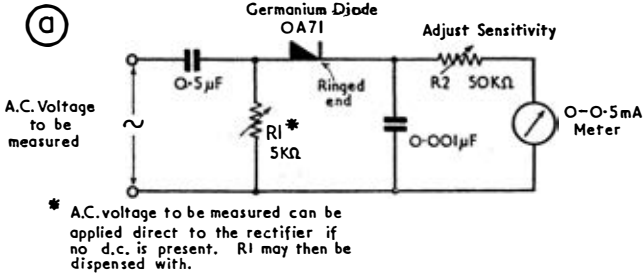 a
Germanium Diode
OA71
Adjust Sensitivity
0·5μF
Ringed
end
R2 50KΩ
A.C. Voltage
to be
measured
~
R1*
5KΩ
0·001μF
0-0·5mA
Meter
* A.C. voltage to be measured can be
applied direct to the rectifier if
no d.c. is present. R1 may then be
dispensed with.